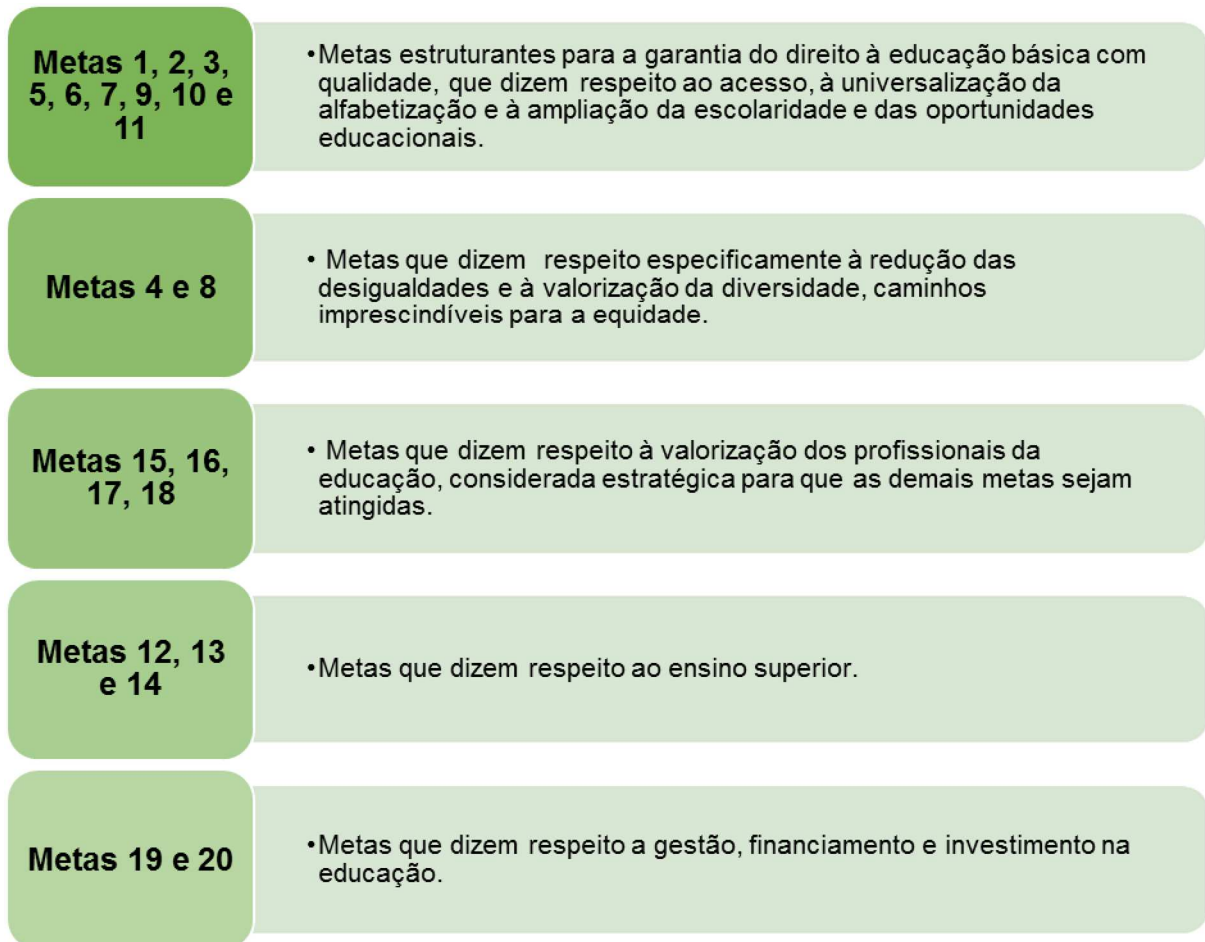 Metas 1, 2, 3,
5, 6, 7, 9, 10 e
11
•Metas estruturantes para a garantia do direito à educação básica com
qualidade, que dizem respeito ao acesso, à universalização da
alfabetização e à ampliação da escolaridade e das oportunidades
educacionais.
Metas 4 e 8
• Metas que dizem respeito especificamente à redução das
desigualdades e à valorização da diversidade, caminhos
imprescindíveis para a equidade.
Metas 15, 16,
17, 18
• Metas que dizem respeito à valorização dos profissionais da
educação, considerada estratégica para que as demais metas sejam
atingidas.
Metas 12, 13
e 14
•Metas que dizem respeito ao ensino superior.
Metas 19 e 20
•Metas que dizem respeito a gestão, financiamento e investimento na
educação.